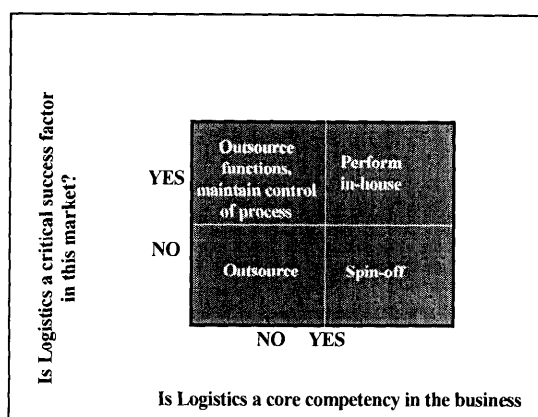 Is Logistics a critical success factor
in this market?
YES
NO
Outsource
functions,
maintain control
of process
Perform
in-house
Outsource
Spin-off
NO YES
Is Logistics a core competency in the business